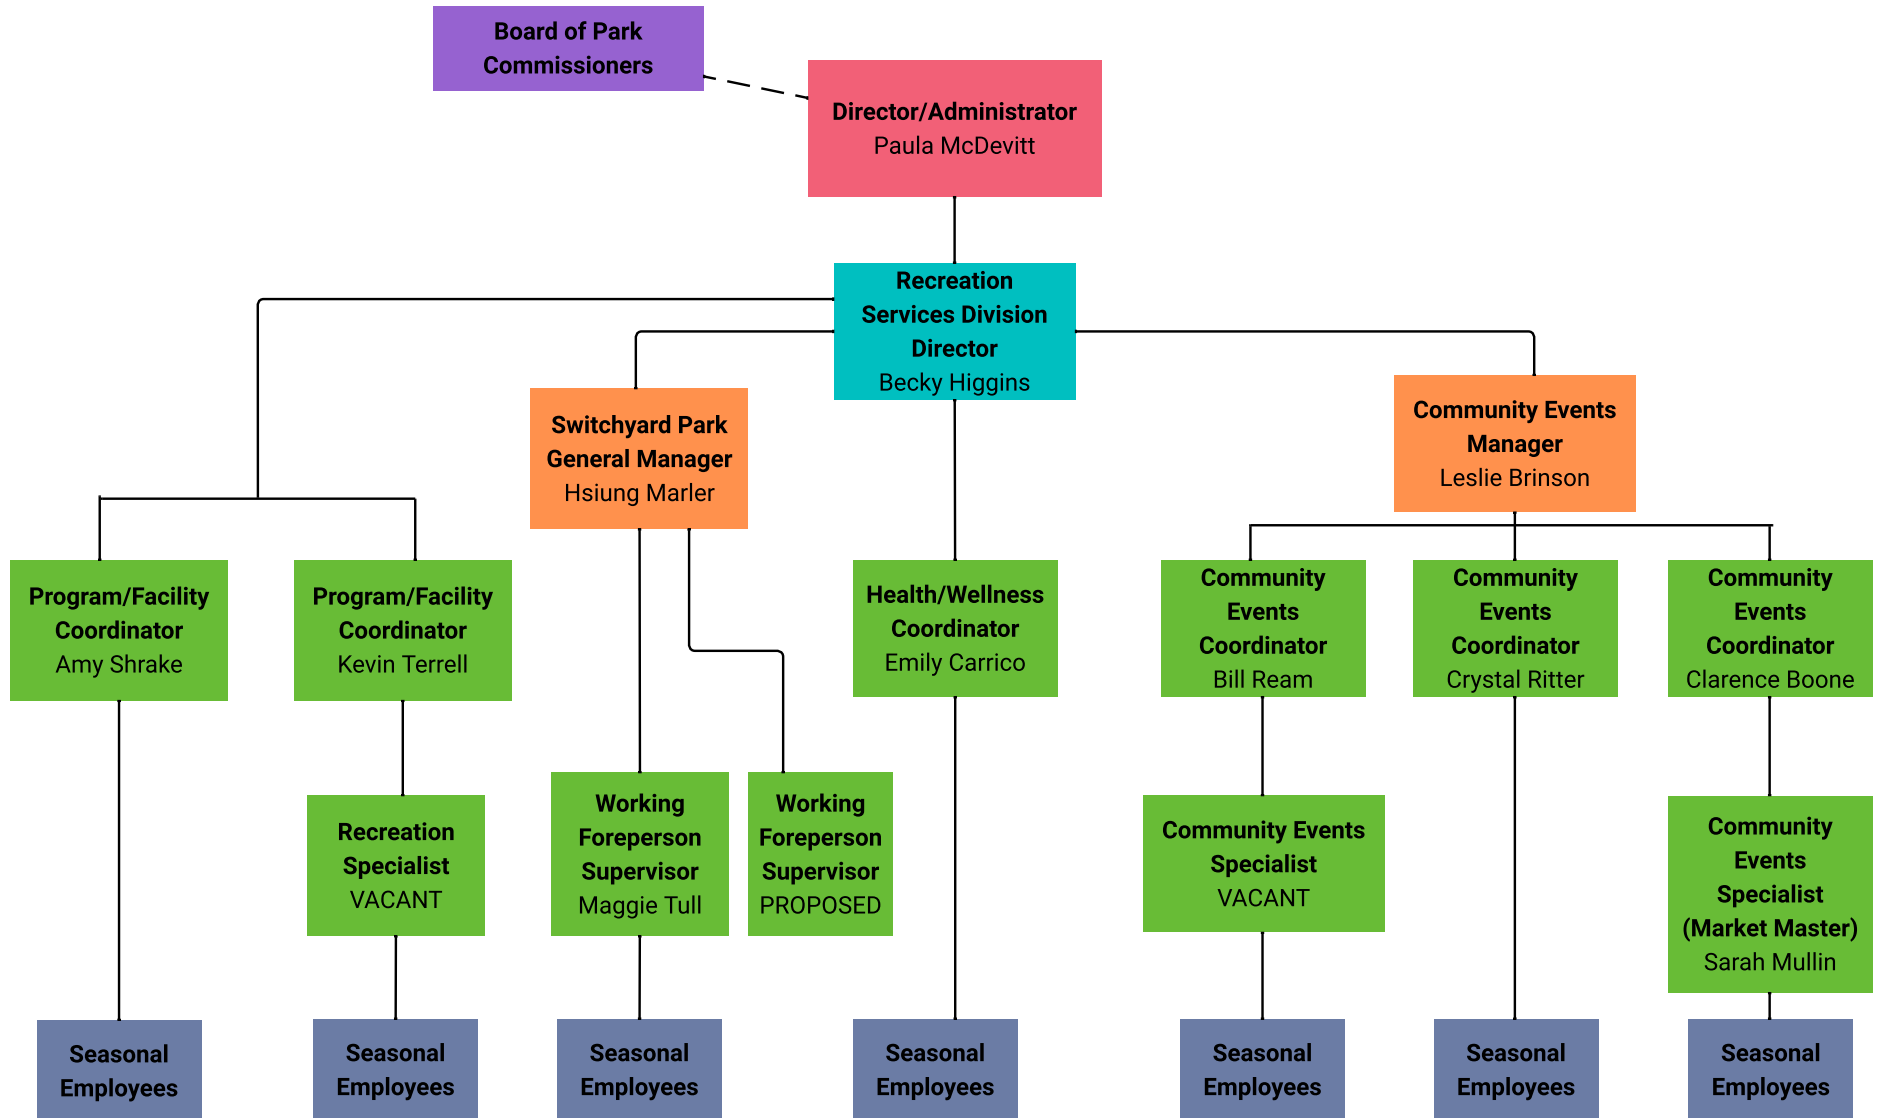 Board of Park
Commissioners
Director/Administrator
Paula McDevitt
Recreation
Services Division
Director
Becky Higgins
Switchyard Park
General Manager
Hsiung Marler
Community Events
Manager
Leslie Brinson
Program/Facility
Coordinator
Amy Shrake
Program/Facility
Coordinator
Kevin Terrell
Health/Wellness
Coordinator
Emily Carrico
Community
Events
Coordinator
Bill Ream
Community
Events
Coordinator
Crystal Ritter
Community
Events
Coordinator
Clarence Boone
Recreation
Specialist
VACANT
Working
Foreperson
Supervisor
Maggie Tull
Working
Foreperson
Supervisor
PROPOSED
Community Events
Specialist
VACANT
Community
Events
Specialist
(Market Master)
Sarah Mullin
Seasonal
Employees
Seasonal
Employees
Seasonal
Employees
Seasonal
Employees
Seasonal
Employees
Seasonal
Employees
Seasonal
Employees